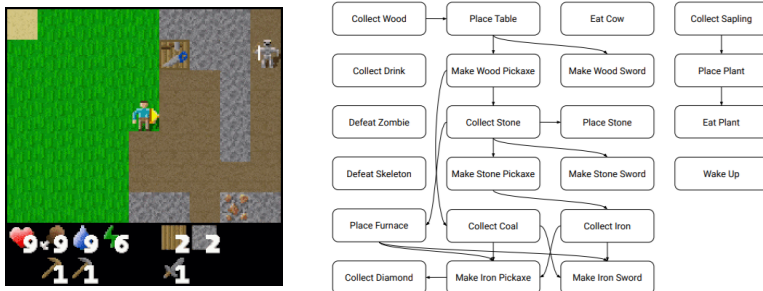 9 9 9 6 2 2
1 1 1
Collect Wood Place Table Eat Cow Collect Sapling
Collect Drink Make Wood Pickaxe Make Wood Sword Place Plant
Defeat Zombie Collect Stone Place Stone Eat Plant
Defeat Skeleton Make Stone Pickaxe Make Stone Sword Wake Up
Place Furnace Collect Coal Collect Iron
Collect Diamond Make Iron Pickaxe Make Iron Sword